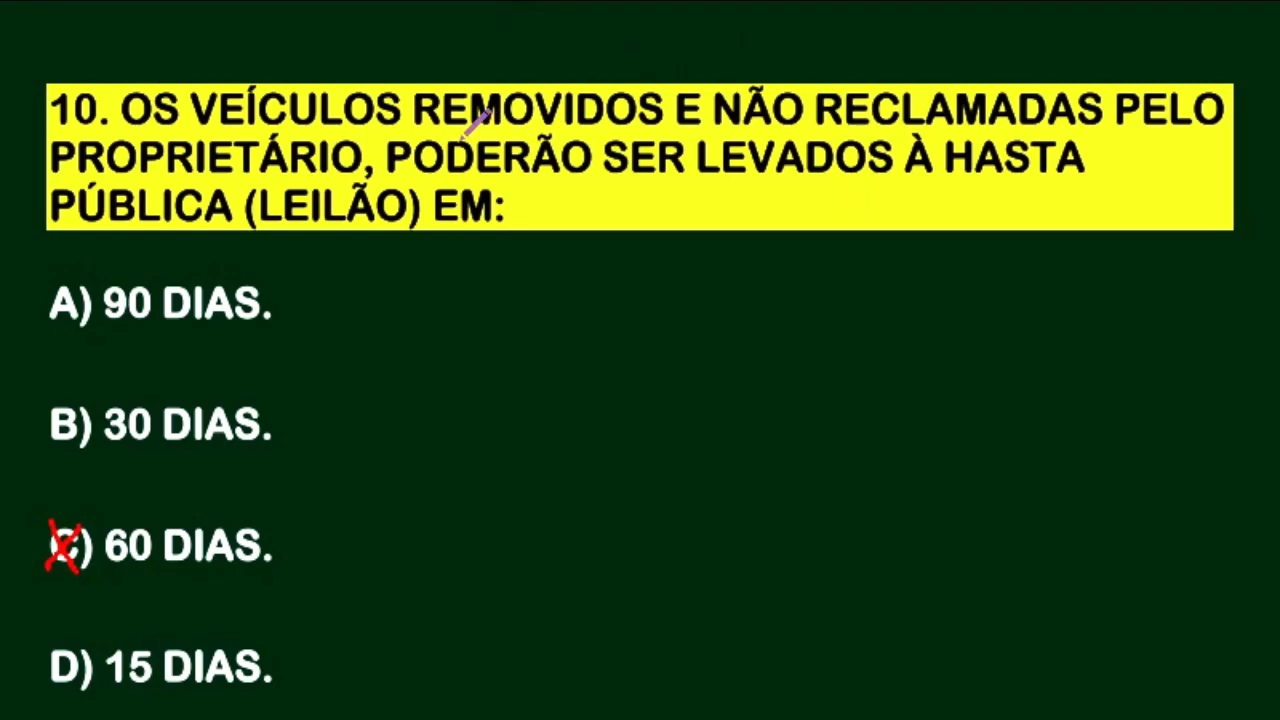 10. OS VEÍCULOS REMOVIDOS E NÃO RECLAMADAS PELO
PROPRIETÁRIO, PODERÃO SER LEVADOS À HASTA
PÚBLICA (LEILÃO) EM:
A) 90 DIAS.
B) 30 DIAS.
C) 60 DIAS.
D) 15 DIAS.